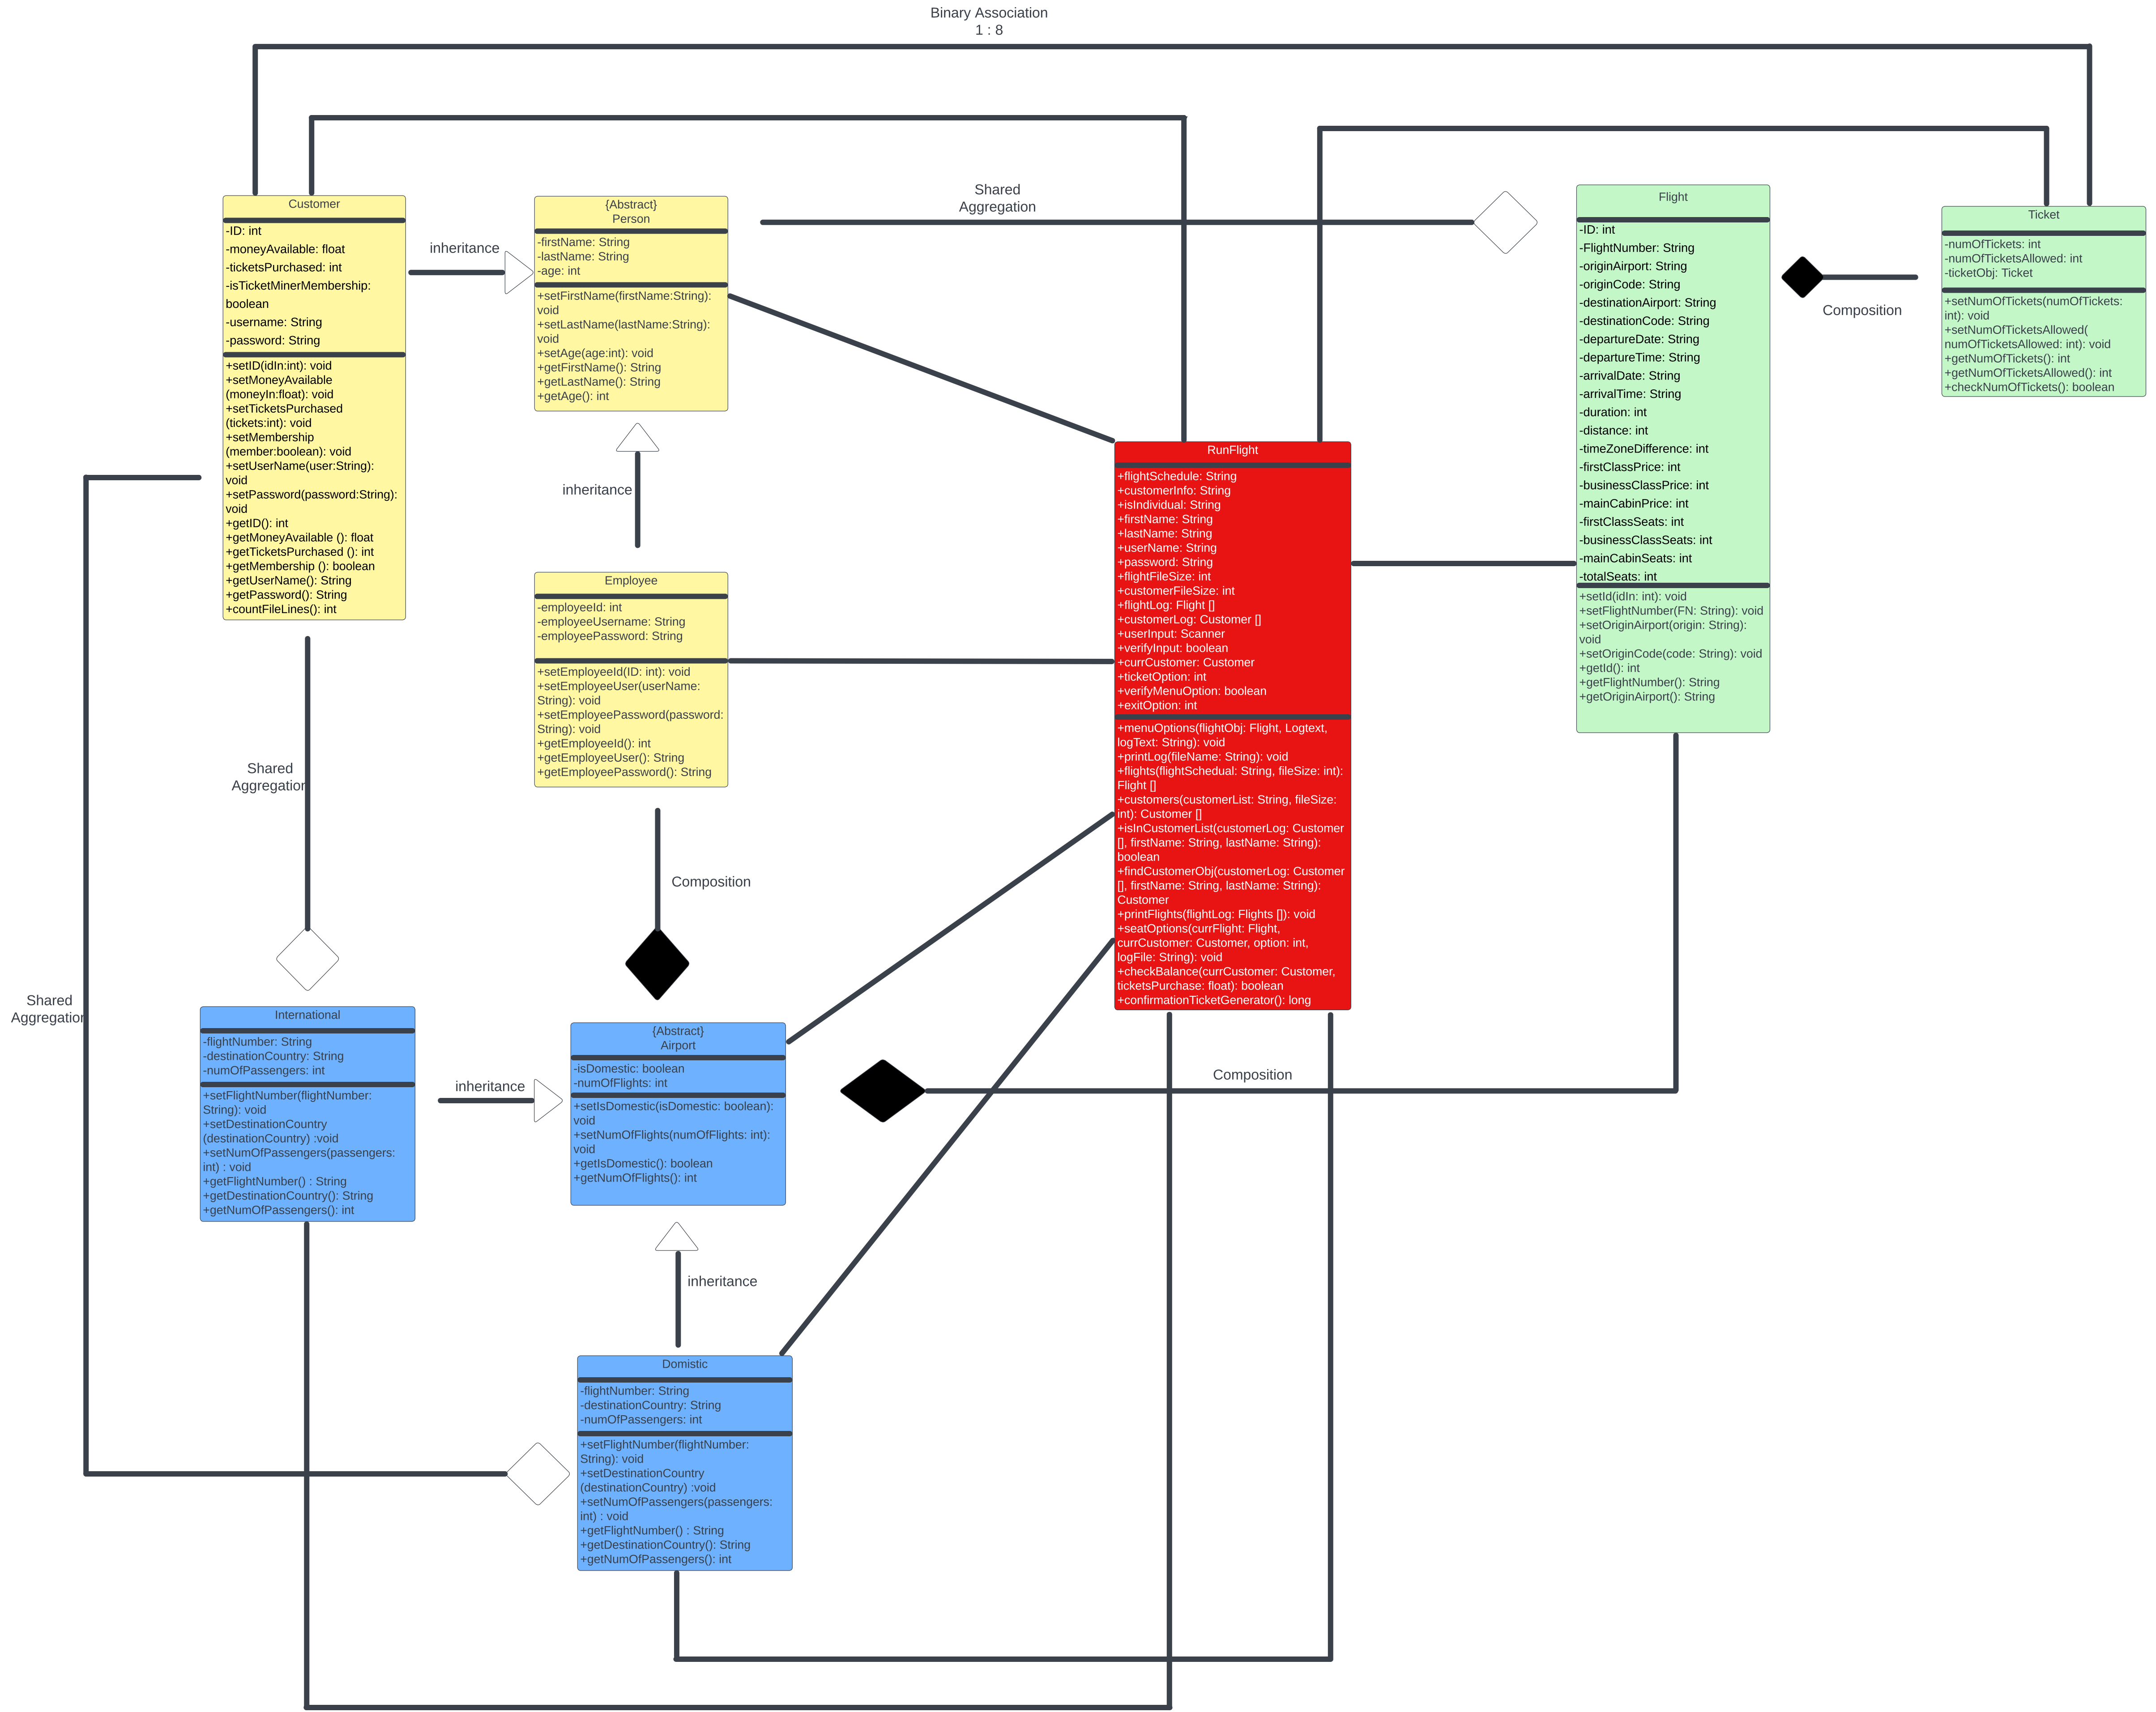 Binary Association
1 : 8
Customer
-ID: int
-moneyAvailable: float
-ticketsPurchased: int
-isTicketMinerMembership:
boolean
-username: String
-password: String
+setID(idIn:int): void
+setMoneyAvailable
(moneyIn:float): void
+setTicketsPurchased
(tickets:int): void
+setMembership
(member:boolean): void
+setUserName(user:String):
void
+setPassword(password:String):
void
+getID(): int
+getMoneyAvailable (): float
+getTicketsPurchased (): int
+getMembership (): boolean
+getUserName(): String
+getPassword(): String
+countFileLines(): int
inheritance
{Abstract}
Person
-firstName: String
-lastName: String
-age: int
+setFirstName(firstName:String):
void
+setLastName(lastName:String):
void
+setAge(age:int): void
+getFirstName(): String
+getLastName(): String
+getAge(): int
Shared
Aggregation
Flight
-ID: int
-FlightNumber: String
-originAirport: String
-originCode: String
-destinationAirport: String
-destinationCode: String
-departureDate: String
-departureTime: String
-arrivalDate: String
-arrivalTime: String
-duration: int
-distance: int
-timeZoneDifference: int
-firstClassPrice: int
-businessClassPrice: int
-mainCabinPrice: int
-firstClassSeats: int
-businessClassSeats: int
-mainCabinSeats: int
-totalSeats: int
+setId(idIn: int): void
+setFlightNumber(FN: String): void
+setOriginAirport(origin: String):
void
+setOriginCode(code: String): void
+getId(): int
+getFlightNumber(): String
+getOriginAirport(): String
Composition
Ticket
-numOfTickets: int
-numOfTicketsAllowed: int
-ticketObj: Ticket
+setNumOfTickets(numOfTickets:
int): void
+setNumOfTicketsAllowed(
numOfTicketsAllowed: int): void
+getNumOfTickets(): int
+getNumOfTicketsAllowed(): int
+checkNumOfTickets(): boolean
inheritance
Employee
-employeeId: int
-employeeUsername: String
-employeePassword: String
+setEmployeeId(ID: int): void
+setEmployeeUser(userName:
String): void
+setEmployeePassword(password:
String): void
+getEmployeeId(): int
+getEmployeeUser(): String
+getEmployeePassword(): String
RunFlight
+flightSchedule: String
+customerInfo: String
+isIndividual: String
+firstName: String
+lastName: String
+userName: String
+password: String
+flightFileSize: int
+customerFileSize: int
+flightLog: Flight []
+customerLog: Customer []
+userInput: Scanner
+verifyInput: boolean
+currCustomer: Customer
+ticketOption: int
+verifyMenuOption: boolean
+exitOption: int
+menuOptions(flightObj: Flight, Logtext,
logText: String): void
+printLog(fileName: String): void
+flights(flightSchedual: String, fileSize: int):
Flight []
+customers(customerList: String, fileSize:
int): Customer []
+isInCustomerList(customerLog: Customer
[], firstName: String, lastName: String):
boolean
+findCustomerObj(customerLog: Customer
[], firstName: String, lastName: String):
Customer
+printFlights(flightLog: Flights []): void
+seatOptions(currFlight: Flight,
currCustomer: Customer, option: int,
logFile: String): void
+checkBalance(currCustomer: Customer,
ticketsPurchase: float): boolean
+confirmationTicketGenerator(): long
Shared
Aggregation
Composition
Shared
Aggregation
International
-flightNumber: String
-destinationCountry: String
-numOfPassengers: int
+setFlightNumber(flightNumber:
String): void
+setDestinationCountry
(destinationCountry) :void
+setNumOfPassengers(passengers:
int) : void
+getFlightNumber() : String
+getDestinationCountry(): String
+getNumOfPassengers(): int
inheritance
{Abstract}
Airport
-isDomestic: boolean
-numOfFlights: int
+setIsDomestic(isDomestic: boolean):
void
+setNumOfFlights(numOfFlights: int):
void
+getIsDomestic(): boolean
+getNumOfFlights(): int
Composition
inheritance
Domistic
-flightNumber: String
-destinationCountry: String
-numOfPassengers: int
+setFlightNumber(flightNumber:
String): void
+setDestinationCountry
(destinationCountry) :void
+setNumOfPassengers(passengers:
int) : void
+getFlightNumber() : String
+getDestinationCountry(): String
+getNumOfPassengers(): int